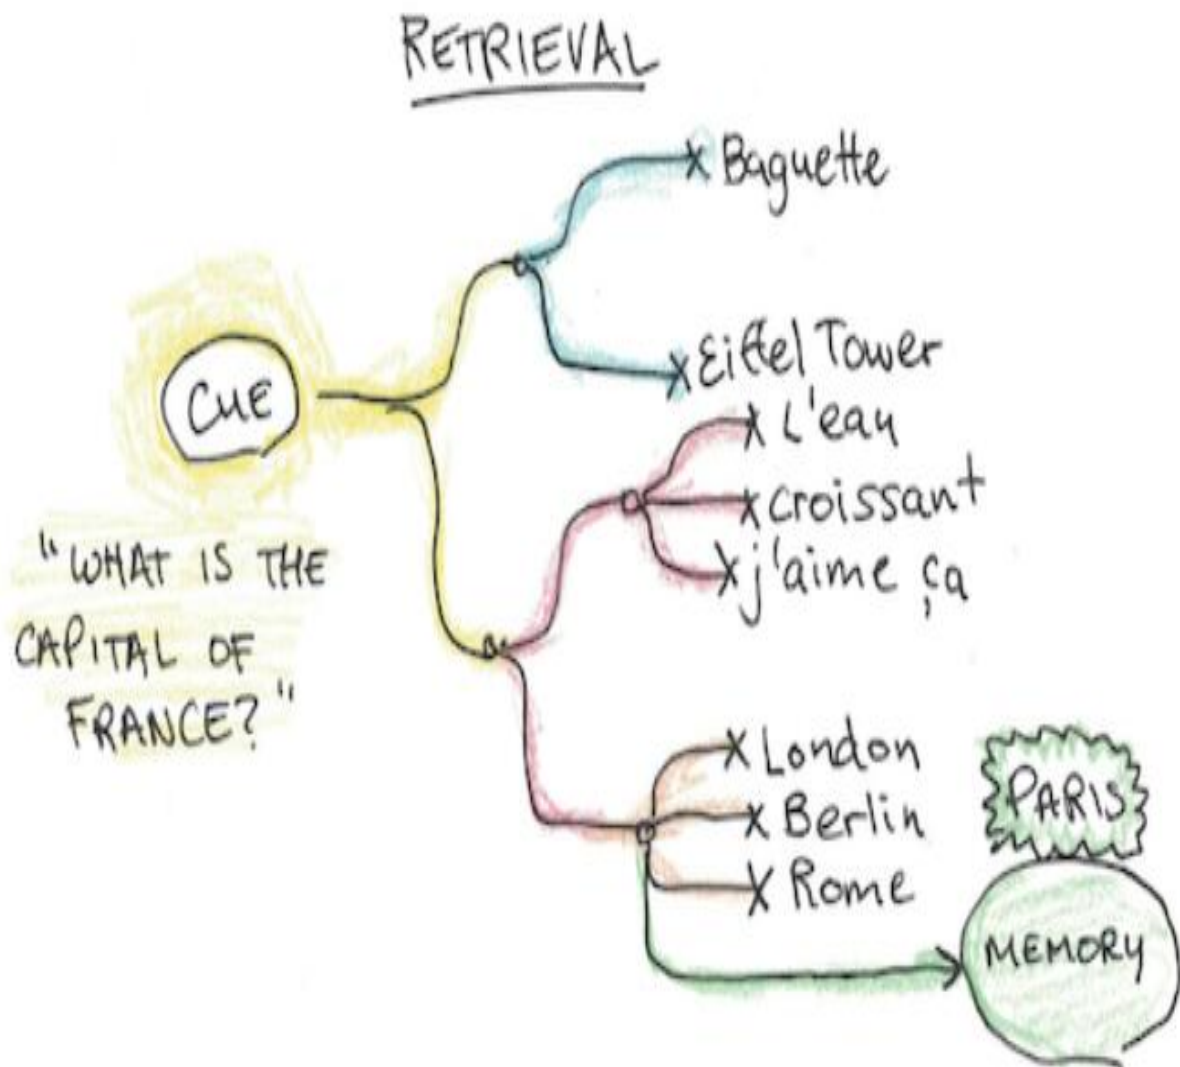 RETRIEVAL
Baguette
Eiffel Tower
CUE
L'eau
croissant
j'aime ça
"WHAT IS THE
CAPITAL OF
FRANCE?"
London
Berlin
Rome
PARIS
MEMORY